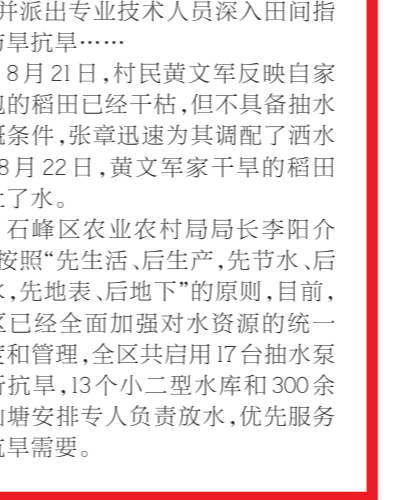 并派出专业技术人员深入田间指
旱抗旱……
8月21日，村民黄文军反映自家
的稻田已经干枯，但不具备抽水
条件，张章迅速为其调配了洒水
8月22日，黄文军家干旱的稻田
了水。
石峰区农业农村局局长李阳介
按照“先生活、后生产，先节水、后
，先地表、后地下”的原则，目前，
区已经全面加强对水资源的统一
和管理，全区共启用17台抽水泵
抗旱，13个小二型水库和300余
塘安排专人负责放水，优先服务
旱需要。